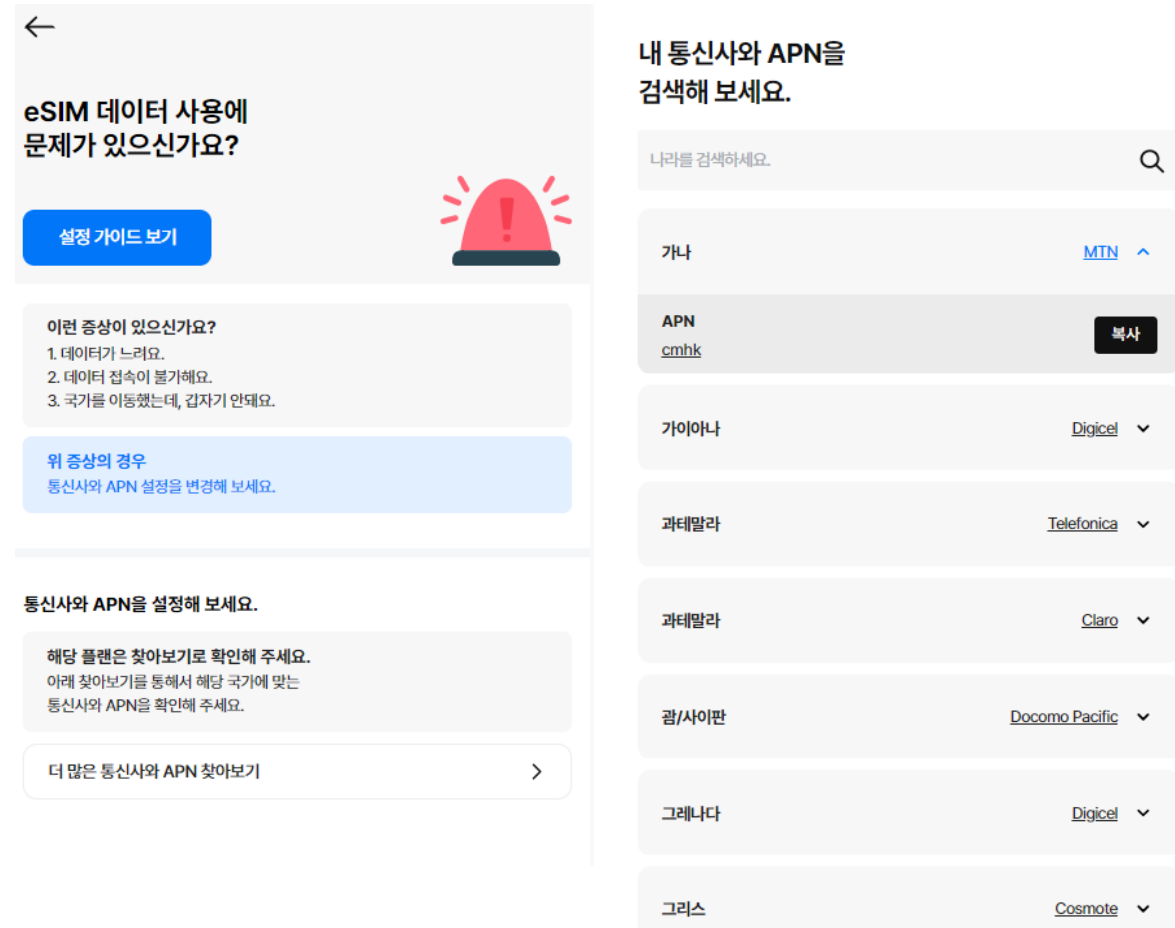 eSIM 데이터 사용에
문제가 있으신가요?
설정 가이드 보기
이런 증상이 있으신가요?
1. 데이터가 느려요.
2. 데이터 접속이 불가해요.
3. 국가를 이동했는데, 갑자기 안돼요.
위 증상의 경우
통신사와 APN 설정을 변경해 보세요.
통신사와 APN을 설정해 보세요.
해당 플랜은 찾아보기로 확인해 주세요.
아래 찾아보기를 통해서 해당 국가에 맞는
통신사와 APN을 확인해 주세요.
더 많은 통신사와 APN 찾아보기
내 통신사와 APN을
검색해 보세요.
나라를 검색하세요.
가나 MTN
APN
cmhk
복사
가이아나 Digicel
과테말라 Telefonica
과테말라 Claro
괌/사이판 Docomo Pacific
그레나다 Digicel
그리스 Cosmote